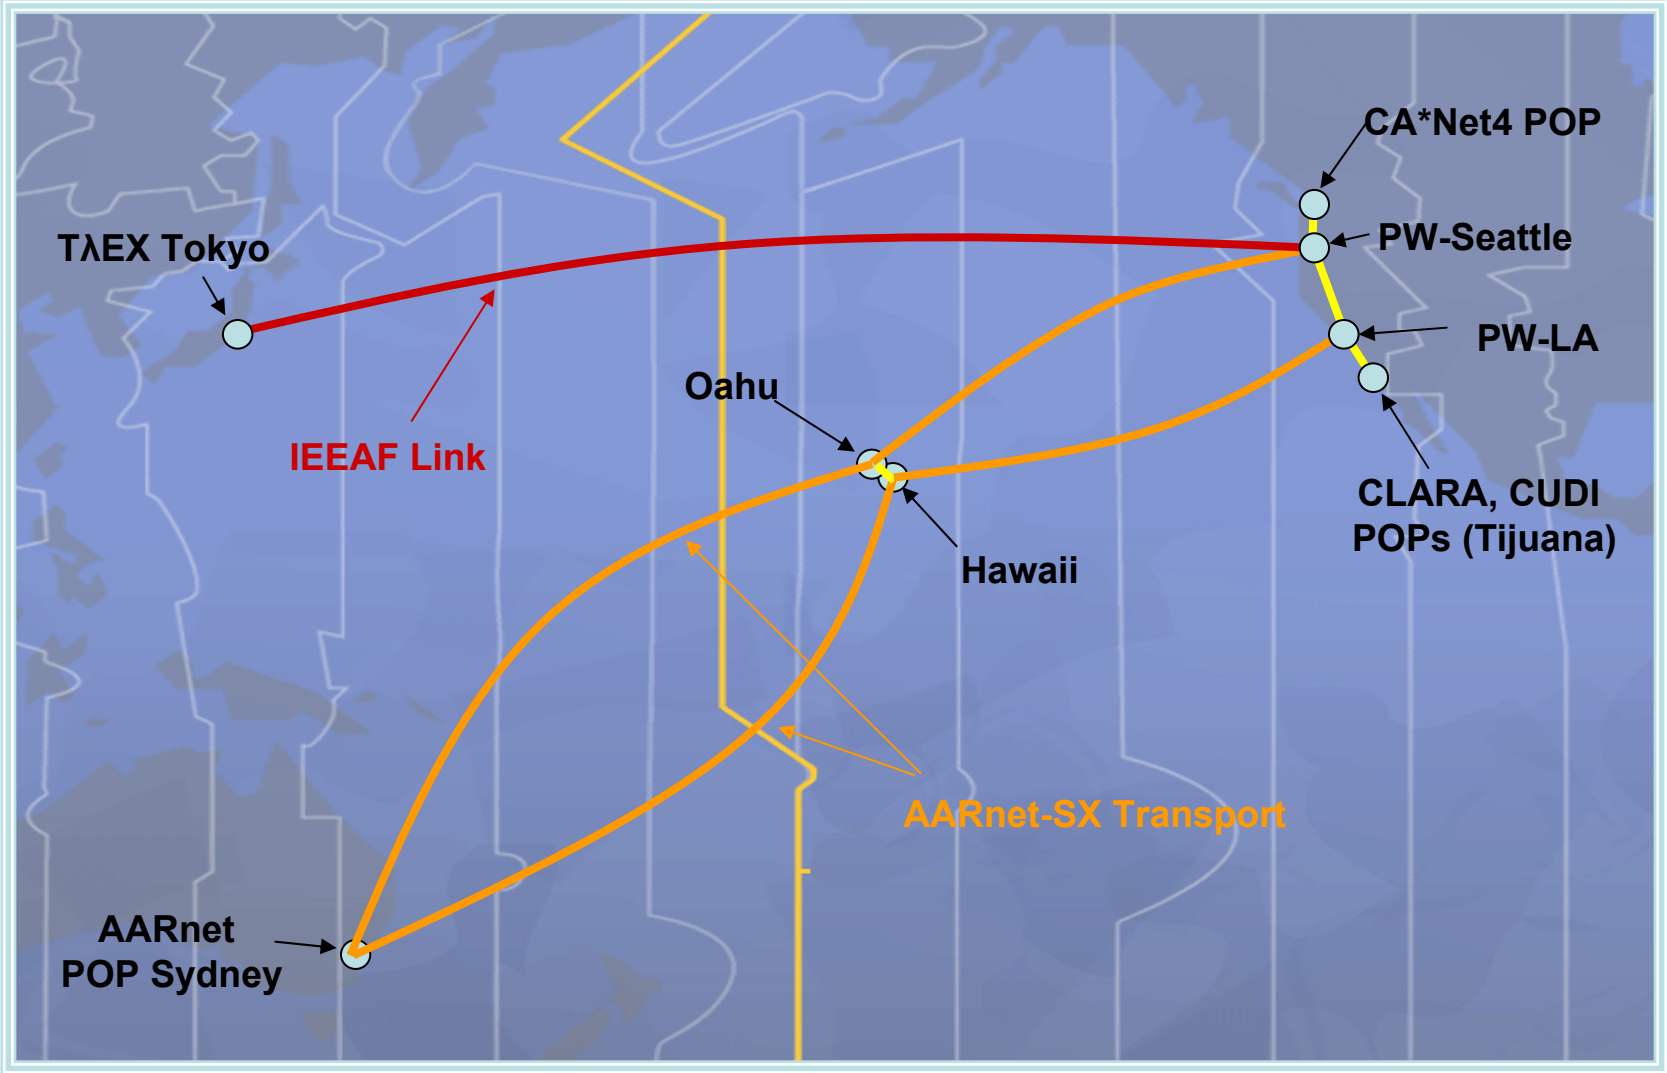 CA*Net4 POP
PW-Seattle
TλEX Tokyo
PW-LA
Oahu
IEEAF Link
CLARA, CUDI
POPs (Tijuana)
Hawaii
AARnet-SX Transport
AARnet
POP Sydney